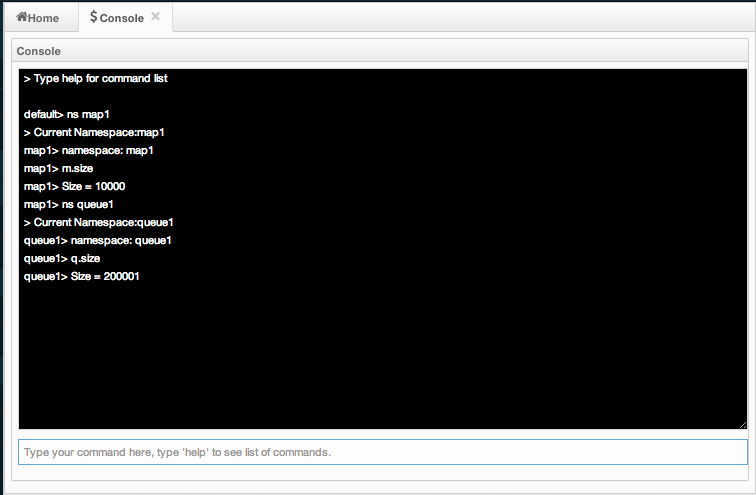 Home
$ Console
Console
> Type help for command list
default> ns map1
> Current Namespace:map1
map1> namespace: map1
map1> m.size
map1> Size = 10000
map1> ns queue1
> Current Namespace:queue1
queue1> namespace: queue1
queue1> q.size
queue1> Size = 200001
Type your command here, type 'help' to see list of commands.